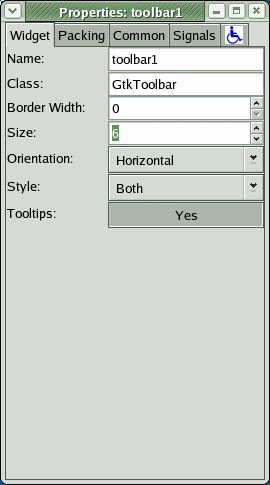 Properties: toolbar1
Widget Packing Common Signals
Name: toolbar1
Class: GtkToolbar
Border Width: 0
Size: 6
Orientation: Horizontal
Style: Both
Tooltips: Yes